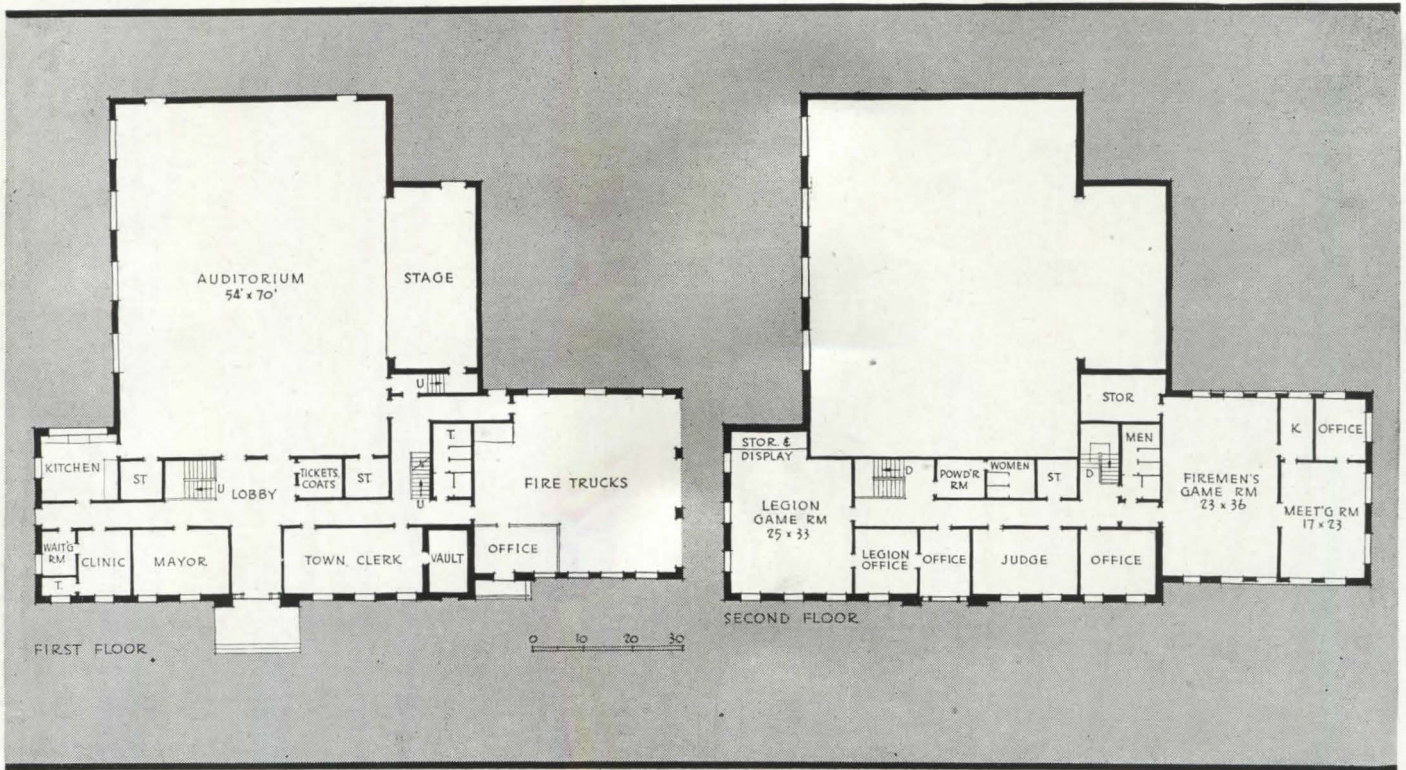 AUDITORIUM
54' x 70'
STAGE
U
KITCHEN
ST.
U
LOBBY
TICKETS,
COATS
ST.
U
T.
FIRE TRUCKS
WAIT'G
RM
T.
CLINIC
MAYOR
TOWN CLERK
VAULT
OFFICE
FIRST FLOOR
0 10 20 30
STOR. &
DISPLAY
LEGION
GAME RM
25 x 33
D
POWD'R
RM
WOMEN
ST.
D
STOR
MEN
FIREMEN'S
GAME RM
23 x 36
K.
OFFICE
MEET'G RM
17 x 23
LEGION
OFFICE
OFFICE
JUDGE
OFFICE
SECOND FLOOR